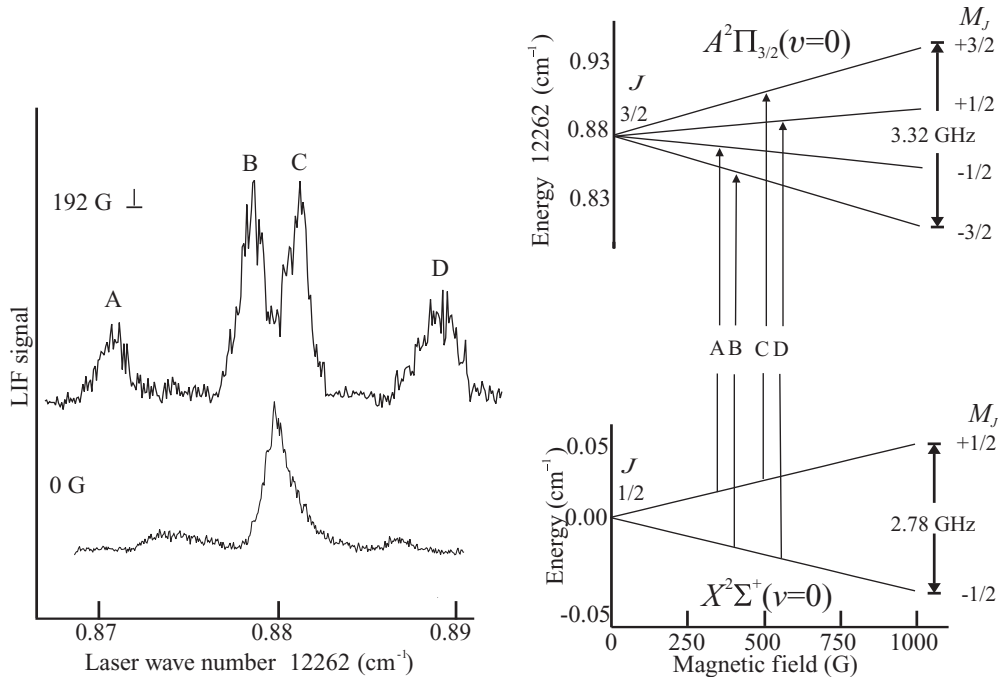 192 G ⊥
A
B
C
D
0 G
LIF signal
0.87
0.88
0.89
Laser wave number 12262 (cm⁻¹)
A²Π₃/₂(υ=0)
M_J
+3/2
+1/2
-1/2
-3/2
3.32 GHz
J
3/2
0.93
0.88
0.83
Energy 12262 (cm⁻¹)
A B C D
M_J
+1/2
-1/2
2.78 GHz
J
1/2
0.05
0.00
-0.05
Energy (cm⁻¹)
X²Σ⁺(v=0)
0 250 500 750 1000
Magnetic field (G)